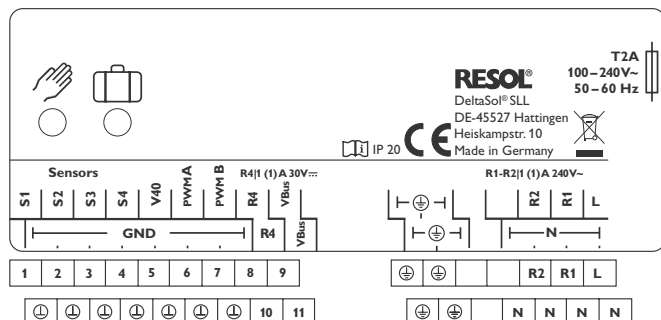 T2A
100–240V~
50–60 Hz
RESOL®
DeltaSol® SLL
DE-45527 Hattingen
Heiskampstr. 10
Made in Germany
IP 20 CE
Sensors
R4|1 (1) A 30V⎓
R1-R2|1 (1) A 240V~
S1 S2 S3 S4 V40 PWM A PWM B R4 VBus R2 R1 L
GND R4 VBus N
1 2 3 4 5 6 7 8 9 R2 R1 L
10 11 N N N N